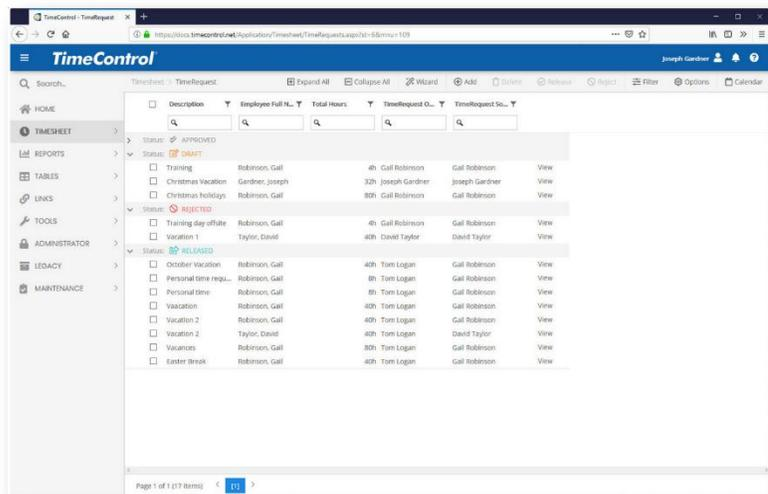 TimeControl - TimeRequest
https://docs.timecontrol.net/Application/Timesheet/TimeRequests.aspx?st=6&mnu=109
TimeControl
Joseph Gardner
Search...
Timesheet > TimeRequest
Expand All
Collapse All
Wizard
Add
Delete
Release
Reject
Filter
Options
Calendar
HOME
TIMESHEET
REPORTS
TABLES
LINKS
TOOLS
ADMINISTRATOR
LEGACY
MAINTENANCE
Description Employee Full N... Total Hours TimeRequest O... TimeRequest So...
Status: APPROVED
Status: DRAFT
Training Robinson, Gail 4h Gail Robinson Gail Robinson View
Christmas Vacation Gardner, Joseph 32h Joseph Gardner Joseph Gardner View
Christmas holidays Robinson, Gail 80h Gail Robinson Gail Robinson View
Status: REJECTED
Training day offsite Robinson, Gail 4h Gail Robinson Gail Robinson View
Vacation 1 Taylor, David 40h David Taylor David Taylor View
Status: RELEASED
October Vacation Robinson, Gail 40h Tom Logan Gail Robinson View
Personal time requ... Robinson, Gail 8h Tom Logan Gail Robinson View
Personal time Robinson, Gail 8h Tom Logan Gail Robinson View
Vaacation Robinson, Gail 40h Tom Logan Gail Robinson View
Vacation 2 Robinson, Gail 40h Tom Logan Gail Robinson View
Vacation 2 Taylor, David 40h Tom Logan David Taylor View
Vacances Robinson, Gail 80h Tom Logan Gail Robinson View
Easter Break Robinson, Gail 40h Tom Logan Gail Robinson View
Page 1 of 1 (17 items) [1]